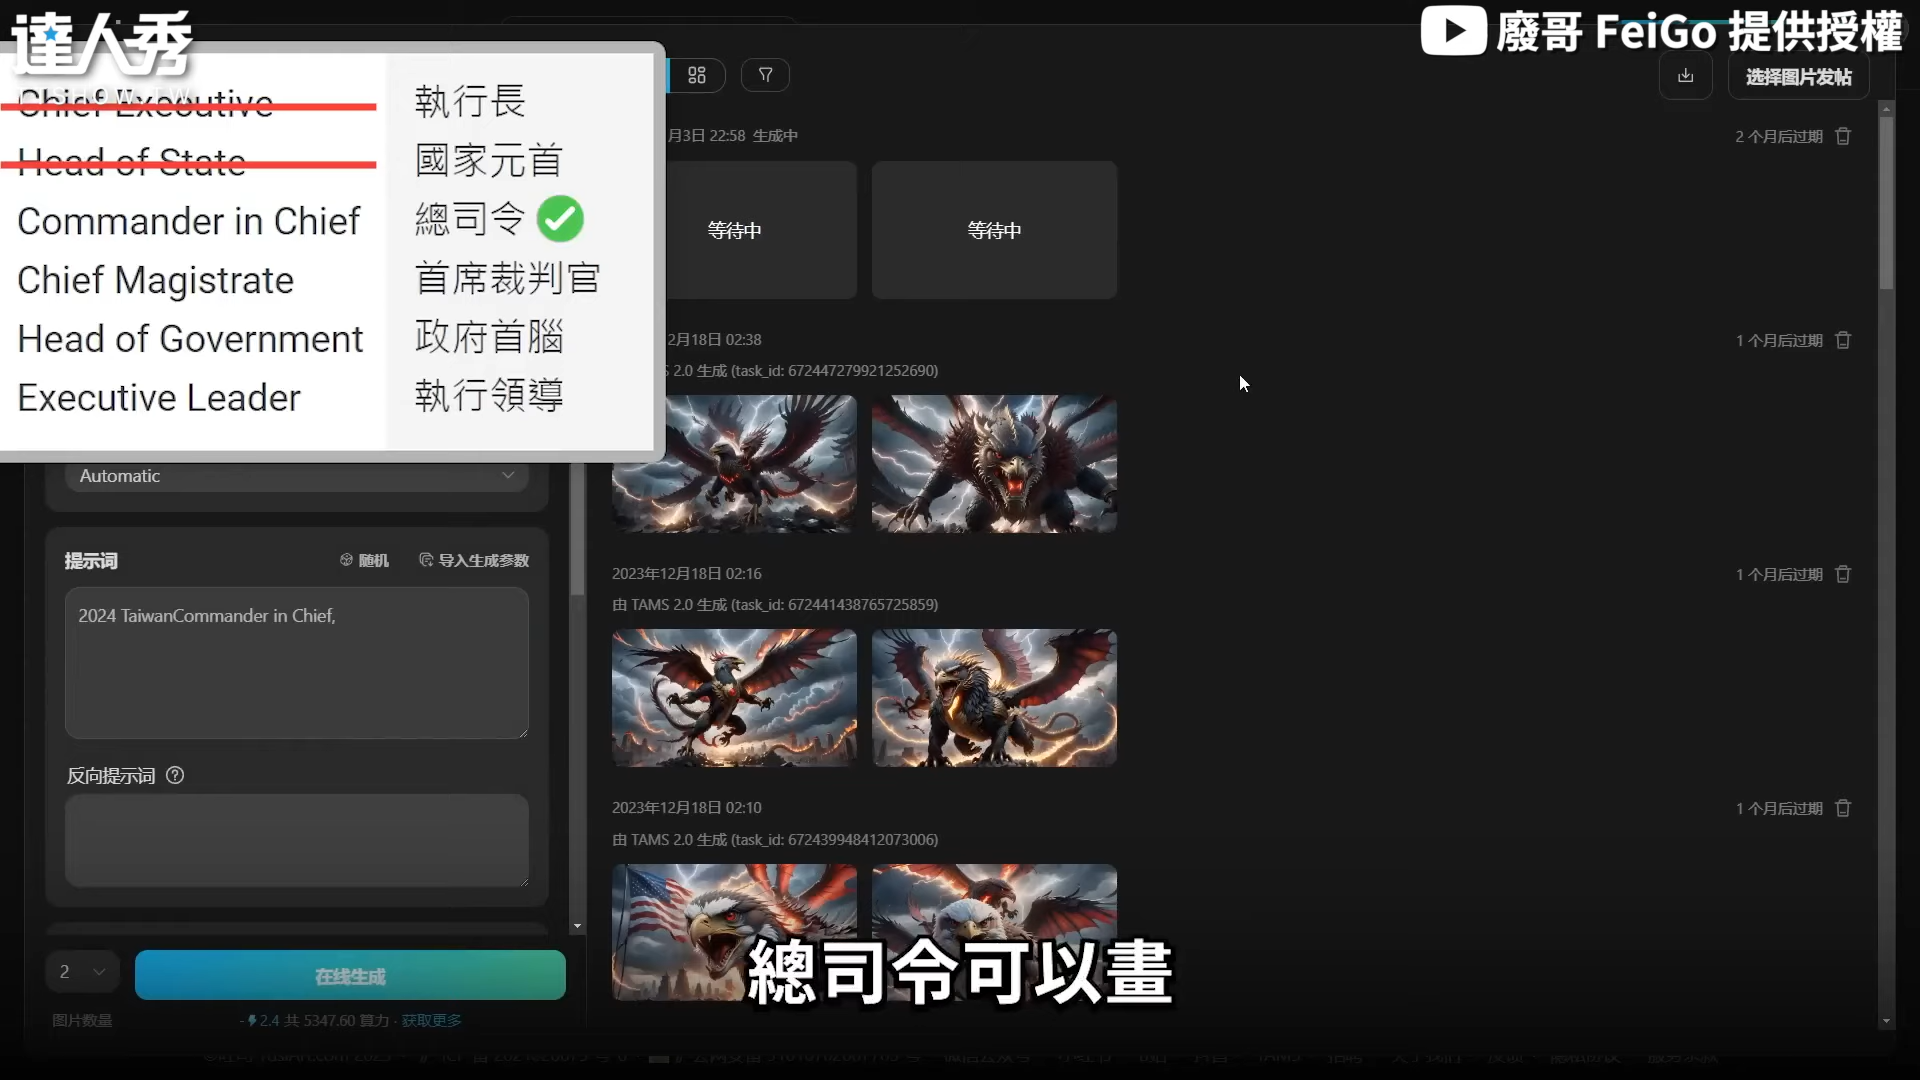 達人秀
廢哥 FeiGo 提供授權
选择图片发帖
Chief Executive 執行長
Head of State 國家元首
Commander in Chief 總司令
Chief Magistrate 首席裁判官
Head of Government 政府首腦
Executive Leader 執行領導
Automatic
提示词 随机 导入生成参数
2024 TaiwanCommander in Chief,
反向提示词
2 在线生成
图片数量 -2.4 共 5347.60 算力 · 获取更多
月3日 22:58 生成中 2 个月后过期
等待中 等待中
2月18日 02:38 1 个月后过期
S 2.0 生成 (task_id: 672447279921252690)
2023年12月18日 02:16 1 个月后过期
由 TAMS 2.0 生成 (task_id: 672441438765725859)
2023年12月18日 02:10 1 个月后过期
由 TAMS 2.0 生成 (task_id: 672439948412073006)
總司令可以畫